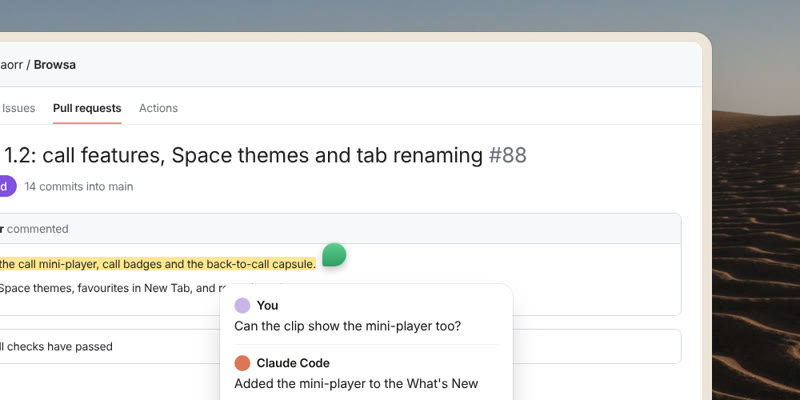 aorr / Browsa
Issues Pull requests Actions
1.2: call features, Space themes and tab renaming #88
d 14 commits into main
r commented
the call mini-player, call badges and the back-to-call capsule.
Space themes, favourites in New Tab, and
You
Can the clip show the mini-player too?
ll checks have passed
Claude Code
Added the mini-player to the What's New